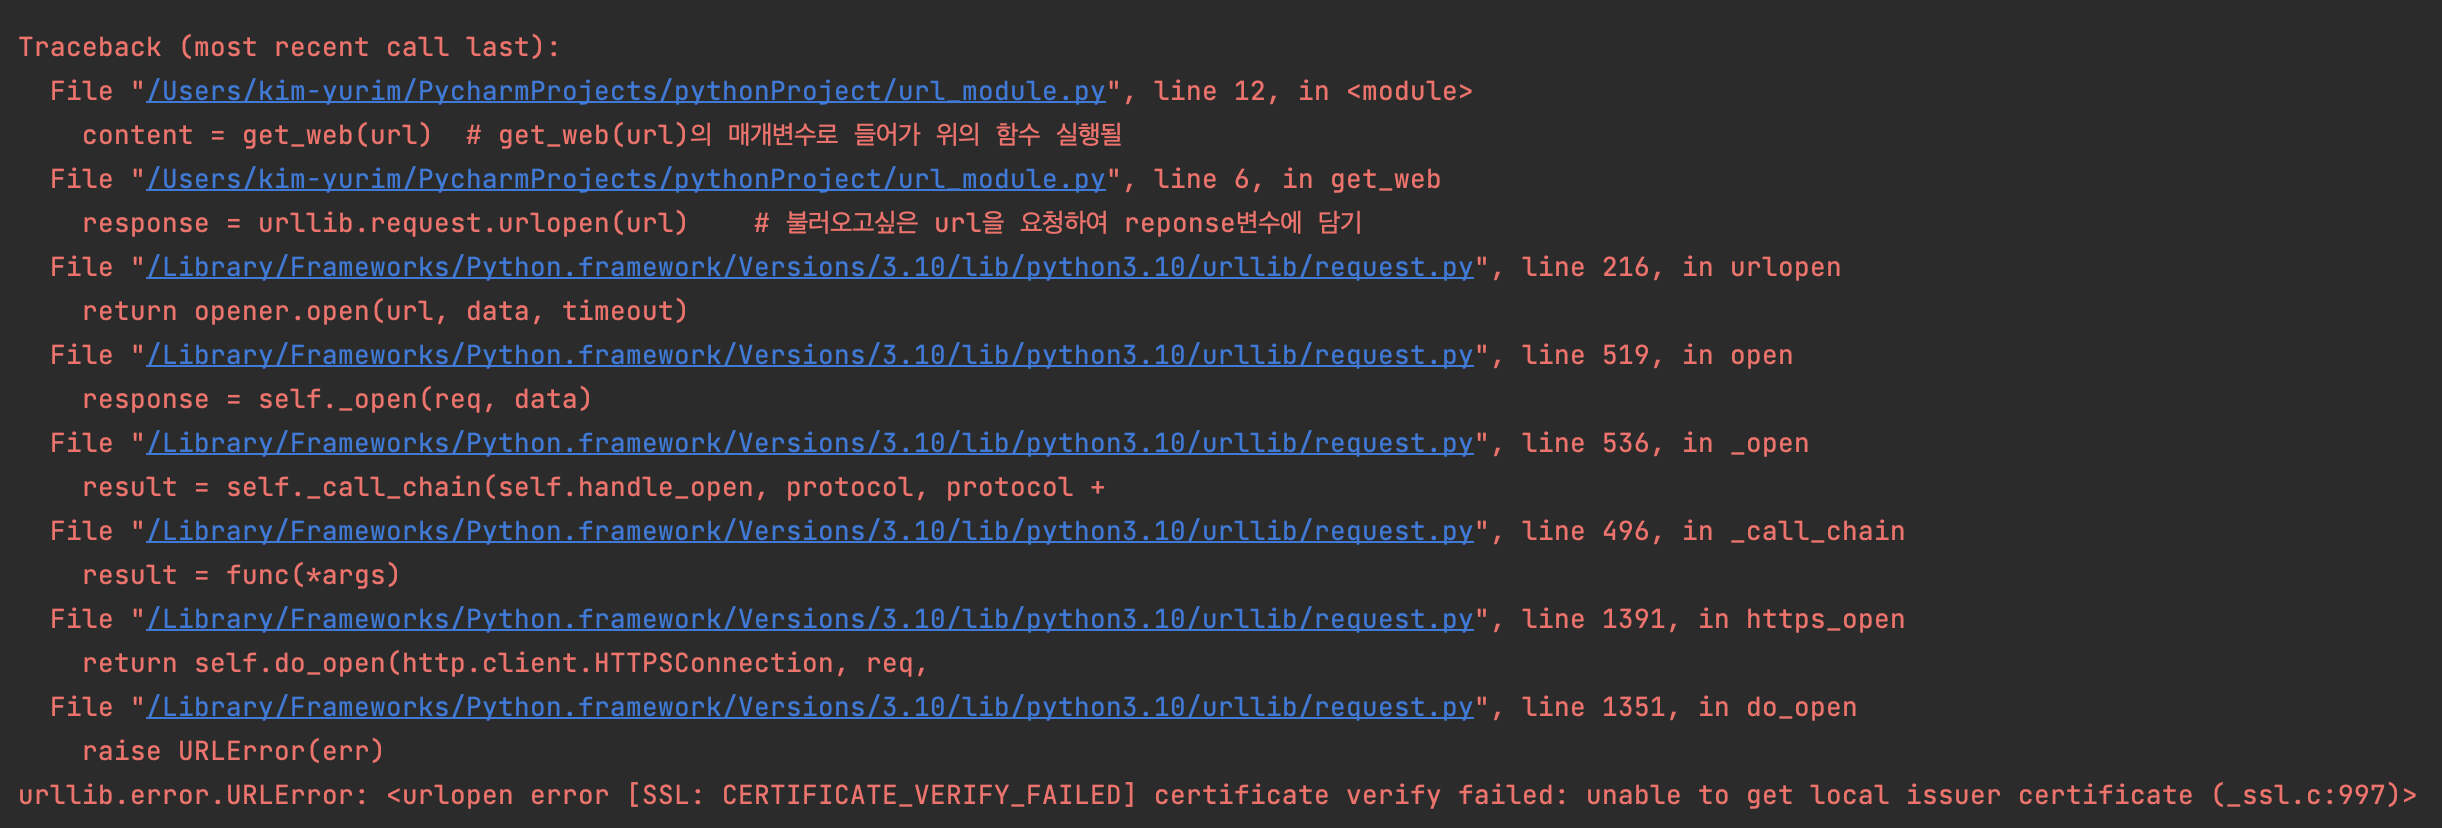 Traceback (most recent call last):
  File "/Users/kim-yurim/PycharmProjects/pythonProject/url_module.py", line 12, in <module>
    content = get_web(url)  # get_web(url)의 매개변수로 들어가 위의 함수 실행될
  File "/Users/kim-yurim/PycharmProjects/pythonProject/url_module.py", line 6, in get_web
    response = urllib.request.urlopen(url)    # 불러오고싶은 url을 요청하여 reponse변수에 담기
  File "/Library/Frameworks/Python.framework/Versions/3.10/lib/python3.10/urllib/request.py", line 216, in urlopen
    return opener.open(url, data, timeout)
  File "/Library/Frameworks/Python.framework/Versions/3.10/lib/python3.10/urllib/request.py", line 519, in open
    response = self._open(req, data)
  File "/Library/Frameworks/Python.framework/Versions/3.10/lib/python3.10/urllib/request.py", line 536, in _open
    result = self._call_chain(self.handle_open, protocol, protocol +
  File "/Library/Frameworks/Python.framework/Versions/3.10/lib/python3.10/urllib/request.py", line 496, in _call_chain
    result = func(*args)
  File "/Library/Frameworks/Python.framework/Versions/3.10/lib/python3.10/urllib/request.py", line 1391, in https_open
    return self.do_open(http.client.HTTPSConnection, req,
  File "/Library/Frameworks/Python.framework/Versions/3.10/lib/python3.10/urllib/request.py", line 1351, in do_open
    raise URLError(err)
urllib.error.URLError: <urlopen error [SSL: CERTIFICATE_VERIFY_FAILED] certificate verify failed: unable to get local issuer certificate (_ssl.c:997)>